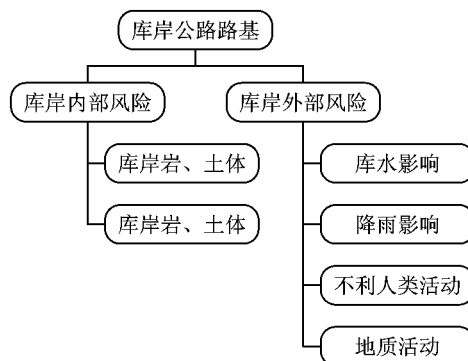 库岸公路路基
库岸内部风险
库岸外部风险
库岸岩、土体
库岸岩、土体
库水影响
降雨影响
不利人类活动
地质活动